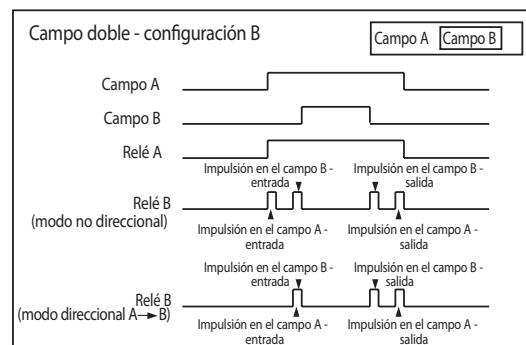 Campo doble - configuración B
Campo A Campo B
Campo A
Campo B
Relé A
Impulsión en el campo B -
entrada
Impulsión en el campo B -
salida
Relé B
(modo no direccional)
Impulsión en el campo A -
entrada
Impulsión en el campo A -
salida
Impulsión en el campo B -
entrada
Impulsión en el campo B -
salida
Relé B
(modo direccional A→B)
Impulsión en el campo A -
entrada
Impulsión en el campo A -
salida